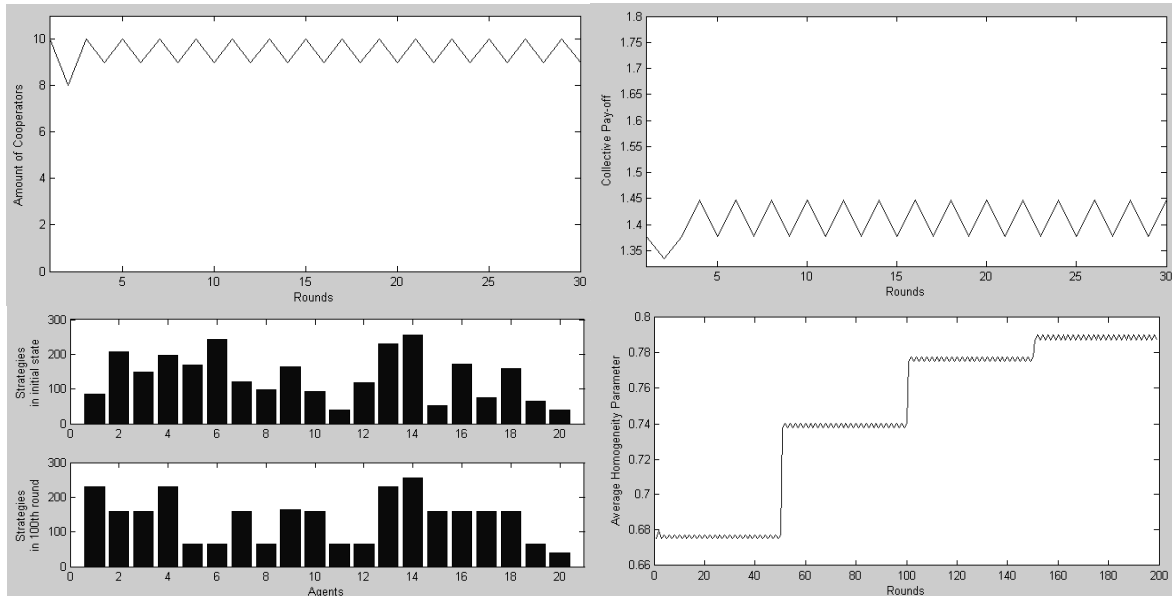 10
8
6
4
2
0
Amount of Cooperators
5 10 15 20 25 30
Rounds
1.8
1.75
1.7
1.65
1.6
1.55
1.5
1.45
1.4
1.35
Collective Pay-off
5 10 15 20 25 30
Rounds
300
200
100
0
Strategies
in initial state
0 2 4 6 8 10 12 14 16 18 20
300
200
100
0
Strategies
in 100th round
0 2 4 6 8 10 12 14 16 18 20
Agents
0.8
0.78
0.76
0.74
0.72
0.7
0.68
0.66
Average Homogeneity Parameter
0 20 40 60 80 100 120 140 160 180 200
Rounds